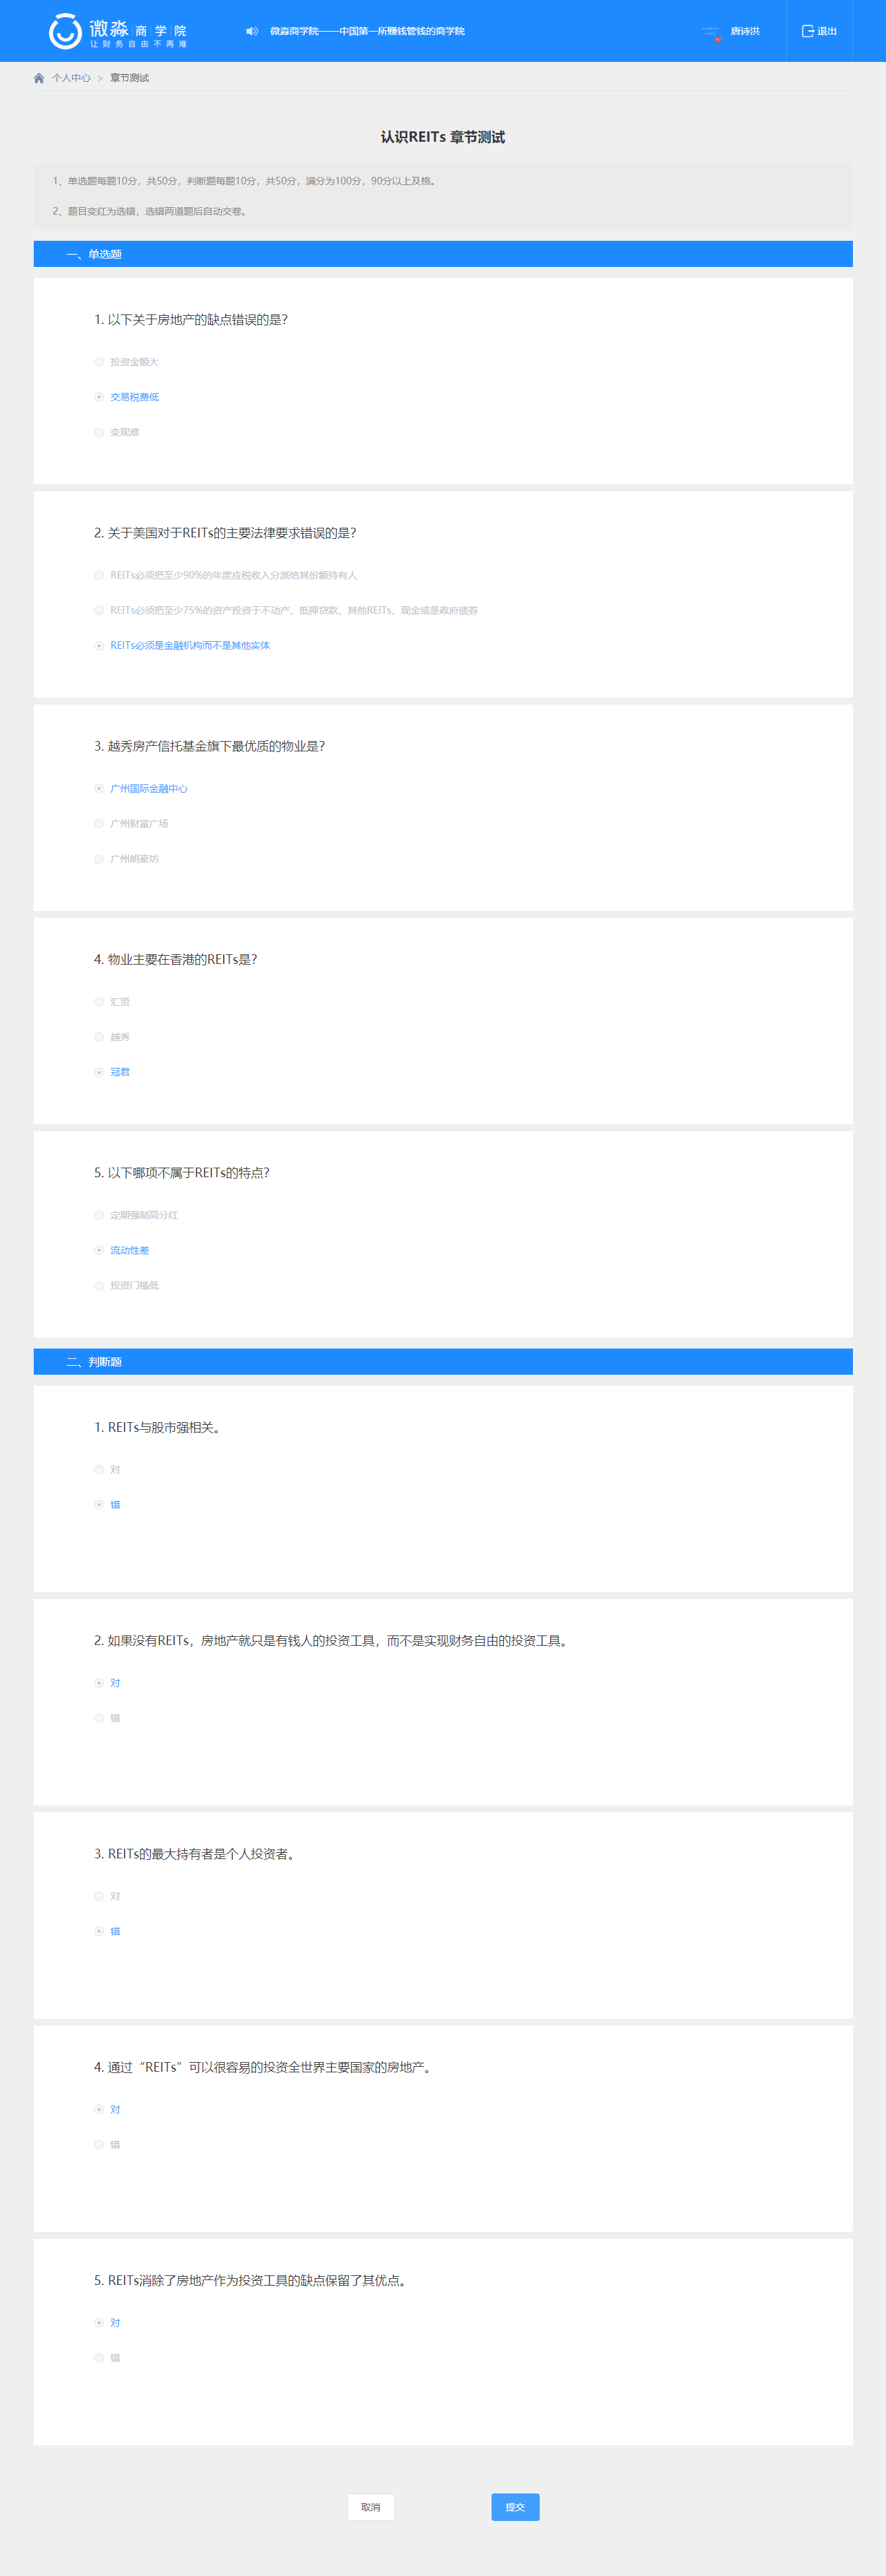 微淼 商 学 院
让 财 务 自 由 不 再 难
微淼商学院——中国第一所赚钱管钱的商学院
唐诗洪
退出
个人中心 > 章节测试
认识REITs 章节测试
1、单选题每题10分，共50分，判断题每题10分，共50分，满分为100分，90分以上及格。
2、题目变红为选错，选错两道题后自动交卷。
一、单选题
1. 以下关于房地产的缺点错误的是?
投资金额大
交易税费低
变现难
2. 关于美国对于REITs的主要法律要求错误的是?
REITs必须把至少90%的年度应税收入分派给其份额持有人
REITs必须把至少75%的资产投资于不动产、抵押贷款、其他REITs、现金或是政府债券
REITs必须是金融机构而不是其他实体
3. 越秀房产信托基金旗下最优质的物业是?
广州国际金融中心
广州财富广场
广州朗豪坊
4. 物业主要在香港的REITs是?
汇贤
越秀
冠君
5. 以下哪项不属于REITs的特点?
定期强制高分红
流动性差
投资门槛低
二、判断题
1. REITs与股市强相关。
对
错
2. 如果没有REITs，房地产就只是有钱人的投资工具，而不是实现财务自由的投资工具。
对
错
3. REITs的最大持有者是个人投资者。
对
错
4. 通过“REITs”可以很容易的投资全世界主要国家的房地产。
对
错
5. REITs消除了房地产作为投资工具的缺点保留了其优点。
对
错
取消
提交